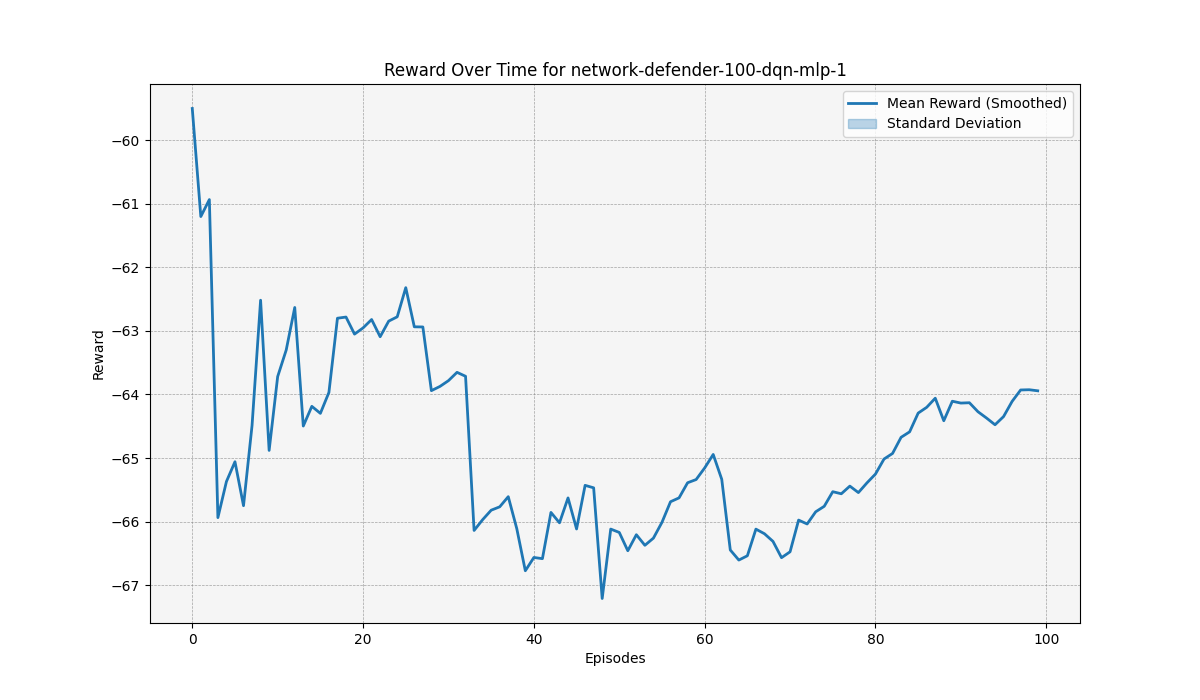 Reward Over Time for network-defender-100-dqn-mlp-1
Mean Reward (Smoothed)
Standard Deviation
Reward
−60
−61
−62
−63
−64
−65
−66
−67
0 20 40 60 80 100
Episodes